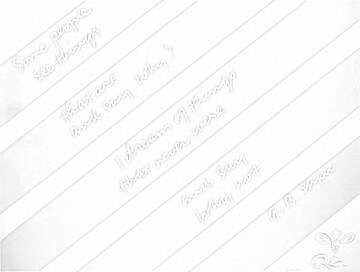 Some people
see things
that are
and say Why?
I dream of things
that never were
and say
Why not
G. B. Shaw